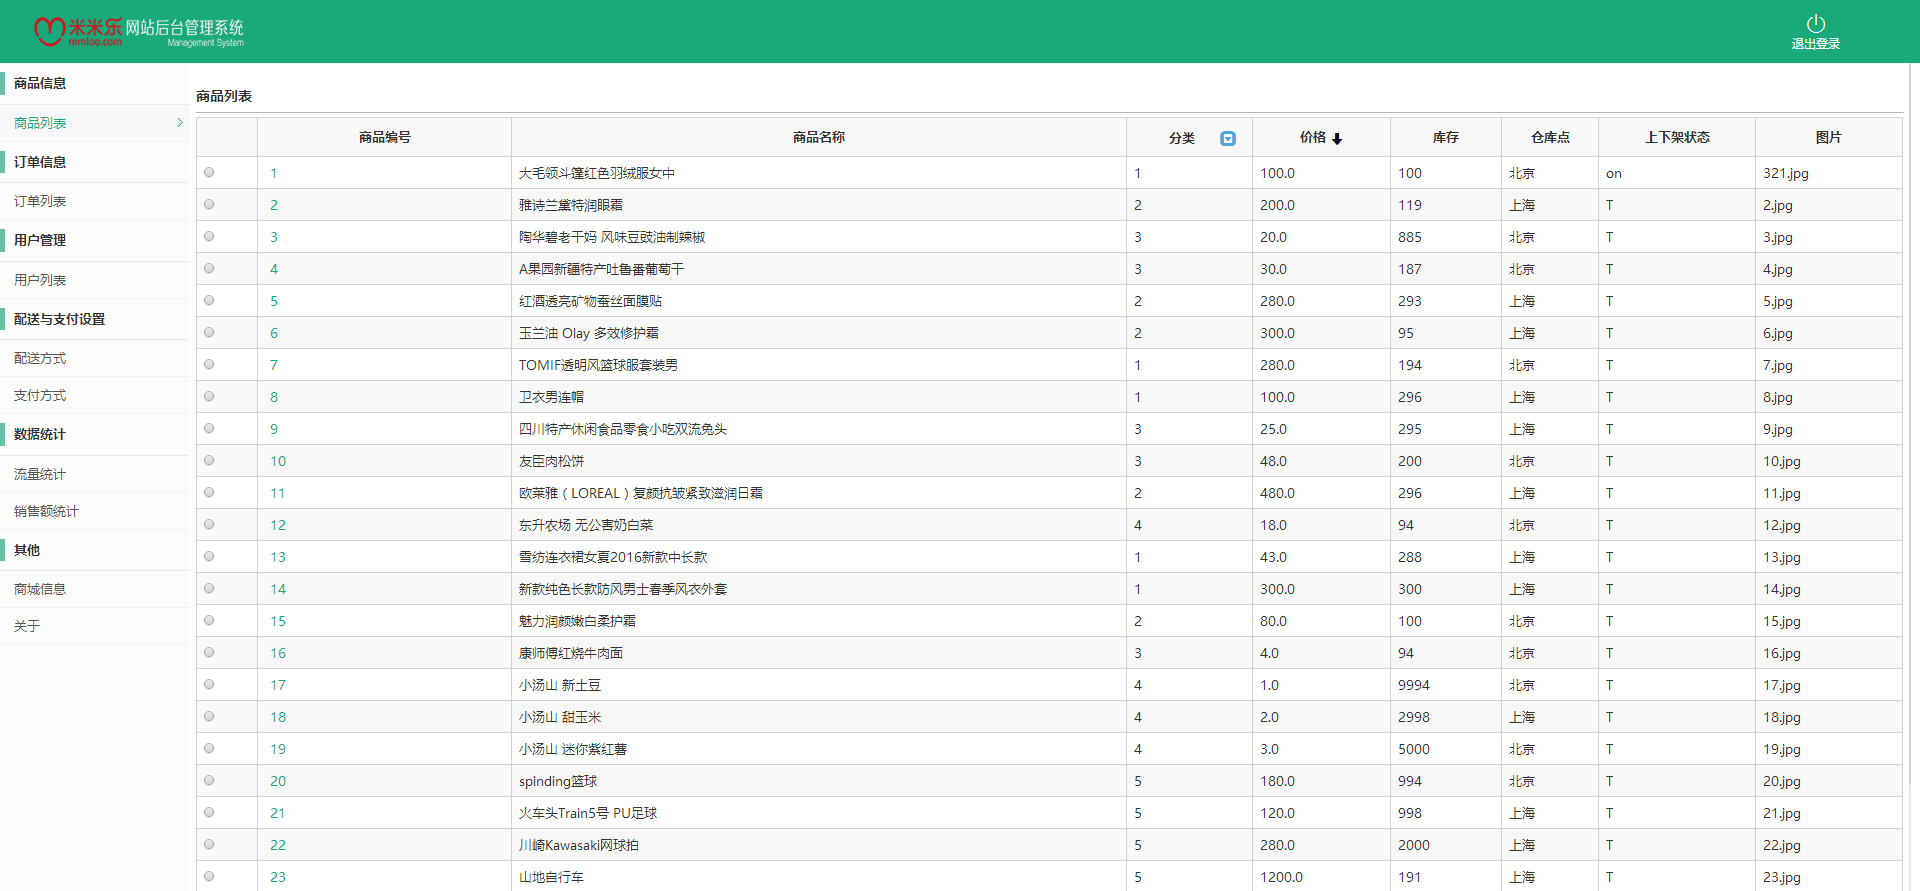 米米乐 网站后台管理系统
mmloo.com Management System
退出登录
商品信息
商品列表
订单信息
订单列表
用户管理
用户列表
配送与支付设置
配送方式
支付方式
数据统计
流量统计
销售额统计
其他
商城信息
关于
商品列表
商品编号 商品名称 分类 价格 库存 仓库点 上下架状态 图片
1 大毛领斗篷红色羽绒服女中 1 100.0 100 北京 on 321.jpg
2 雅诗兰黛特润眼霜 2 200.0 119 上海 T 2.jpg
3 陶华碧老干妈 风味豆豉油制辣椒 3 20.0 885 北京 T 3.jpg
4 A果园新疆特产吐鲁番葡萄干 3 30.0 187 北京 T 4.jpg
5 红酒透亮矿物蚕丝面膜贴 2 280.0 293 上海 T 5.jpg
6 玉兰油 Olay 多效修护霜 2 300.0 95 上海 T 6.jpg
7 TOMIF透明风篮球服套装男 1 280.0 194 北京 T 7.jpg
8 卫衣男连帽 1 100.0 296 上海 T 8.jpg
9 四川特产休闲食品零食小吃双流兔头 3 25.0 295 上海 T 9.jpg
10 友臣肉松饼 3 48.0 200 北京 T 10.jpg
11 欧莱雅（LOREAL）复颜抗皱紧致滋润日霜 2 480.0 296 上海 T 11.jpg
12 东升农场 无公害奶白菜 4 18.0 94 北京 T 12.jpg
13 雪纺连衣裙女夏2016新款中长款 1 43.0 288 上海 T 13.jpg
14 新款纯色长款防风男士春季风衣外套 1 300.0 300 上海 T 14.jpg
15 魅力润颜嫩白柔护霜 2 80.0 100 北京 T 15.jpg
16 康师傅红烧牛肉面 3 4.0 94 北京 T 16.jpg
17 小汤山 新土豆 4 1.0 9994 北京 T 17.jpg
18 小汤山 甜玉米 4 2.0 2998 上海 T 18.jpg
19 小汤山 迷你紫红薯 4 3.0 5000 北京 T 19.jpg
20 spinding篮球 5 180.0 994 北京 T 20.jpg
21 火车头Train5号 PU足球 5 120.0 998 上海 T 21.jpg
22 川崎Kawasaki网球拍 5 280.0 2000 上海 T 22.jpg
23 山地自行车 5 1200.0 191 上海 T 23.jpg